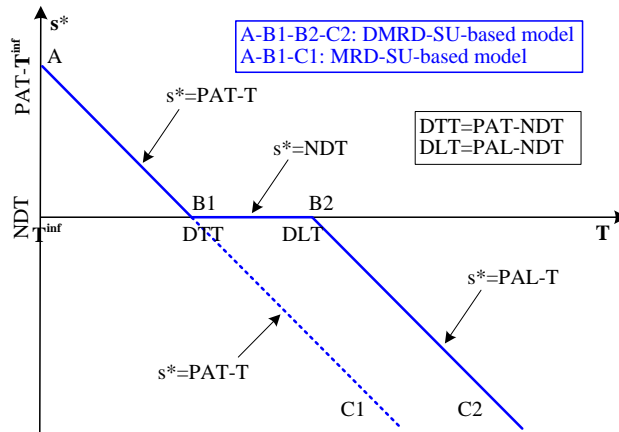 s*
A-B1-B2-C2: DMRD-SU-based model
A-B1-C1: MRD-SU-based model
PAT-T^inf
A
s*=PAT-T
DTT=PAT-NDT
DLT=PAL-NDT
s*=NDT
NDT
B1
B2
T^inf
DTT
DLT
T
s*=PAL-T
s*=PAT-T
C1
C2